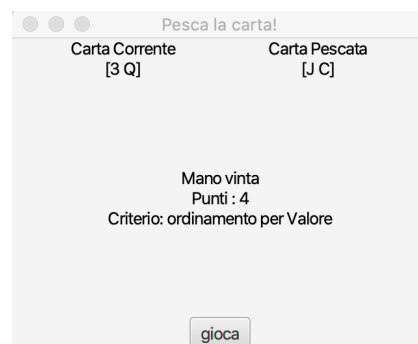 Pesca la carta!
Carta Corrente
[3 Q]
Carta Pescata
[J C]
Mano vinta
Punti : 4
Criterio: ordinamento per Valore
gioca